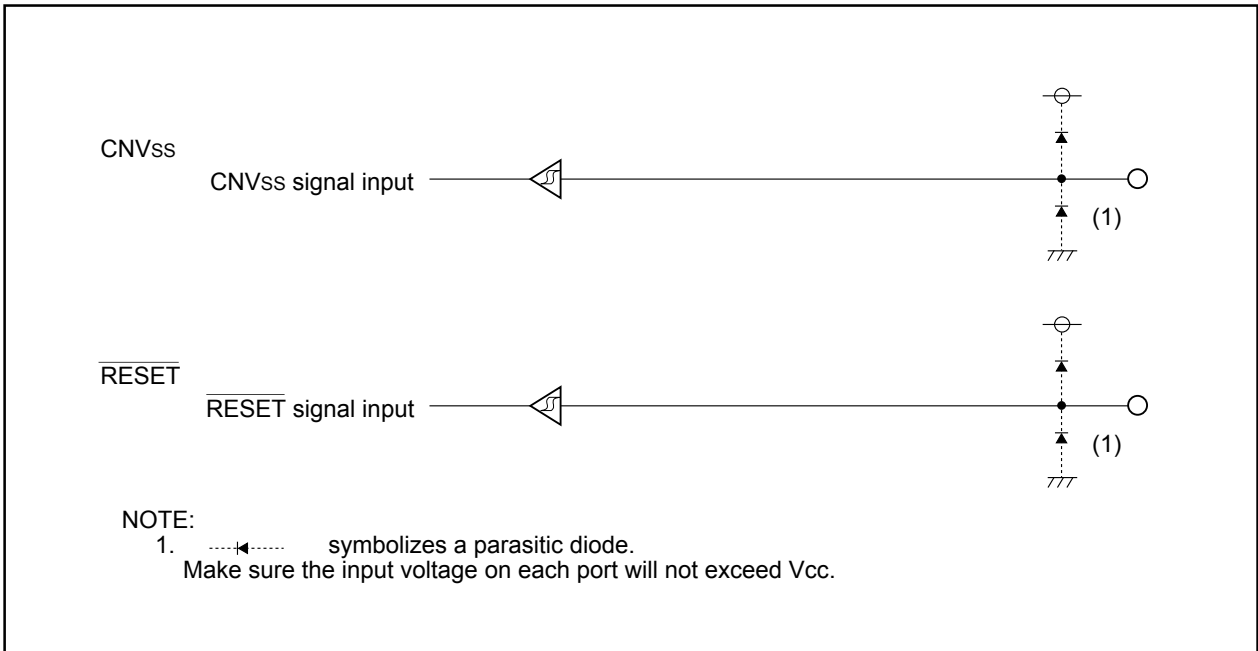 CNVss
CNVss signal input
(1)
RESET
RESET signal input
(1)
NOTE:
1. symbolizes a parasitic diode.
Make sure the input voltage on each port will not exceed Vcc.